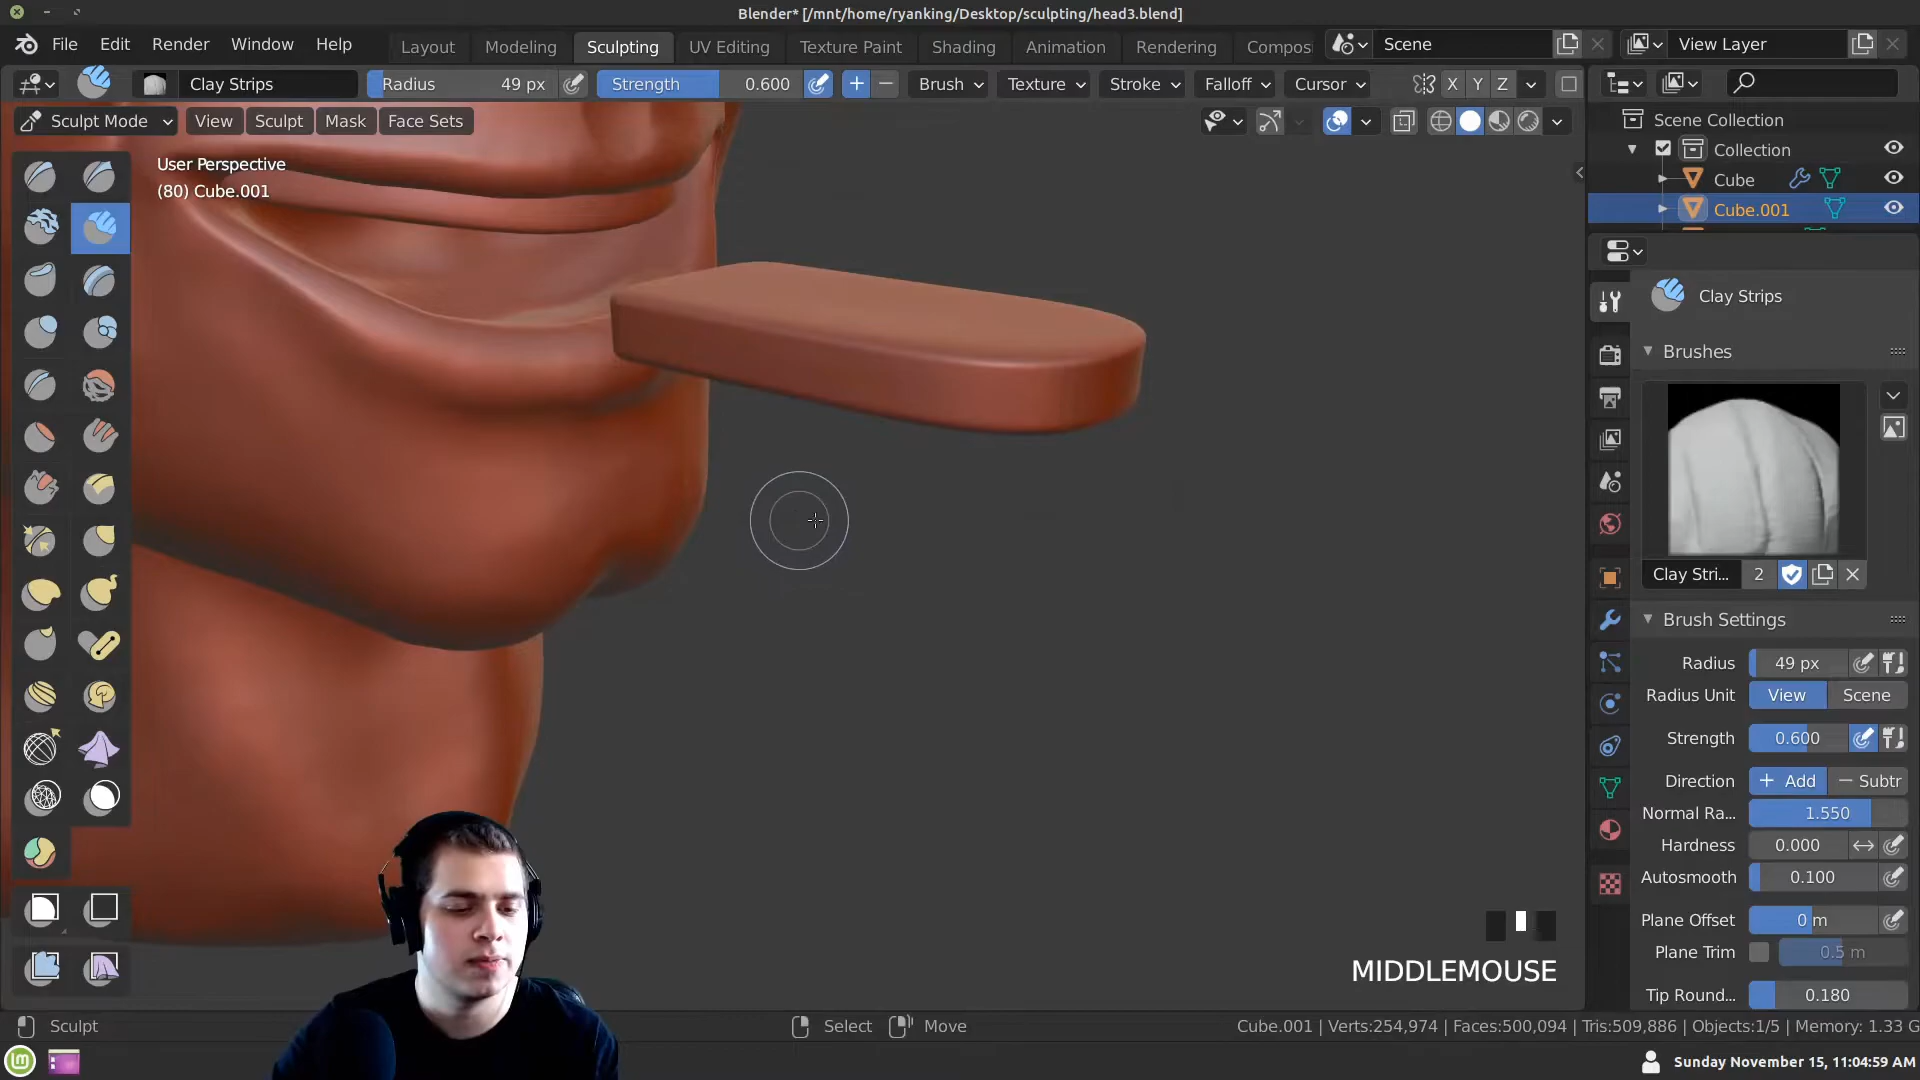 Blender* [/mnt/home/ryanking/Desktop/sculpting/head3.blend]
File Edit Render Window Help Layout Modeling Sculpting UV Editing Texture Paint Shading Animation Rendering Compos Scene View Layer
Clay Strips Radius 49 px Strength 0.600 Brush Texture Stroke Falloff Cursor X Y Z
Sculpt Mode View Sculpt Mask Face Sets
Scene Collection
Collection
Cube
Cube.001
User Perspective
(80) Cube.001
Clay Strips
Brushes
Clay Stri... 2
Brush Settings
Radius 49 px
Radius Unit View Scene
Strength 0.600
Direction + Add − Subtr
Normal Ra... 1.550
Hardness 0.000
Autosmooth 0.100
Plane Offset 0 m
Plane Trim 0.5 m
Tip Round... 0.180
MIDDLEMOUSE
Sculpt Select Move Cube.001 | Verts:254,974 | Faces:500,094 | Tris:509,886 | Objects:1/5 | Memory: 1.33 G
Sunday November 15, 11:04:59 AM